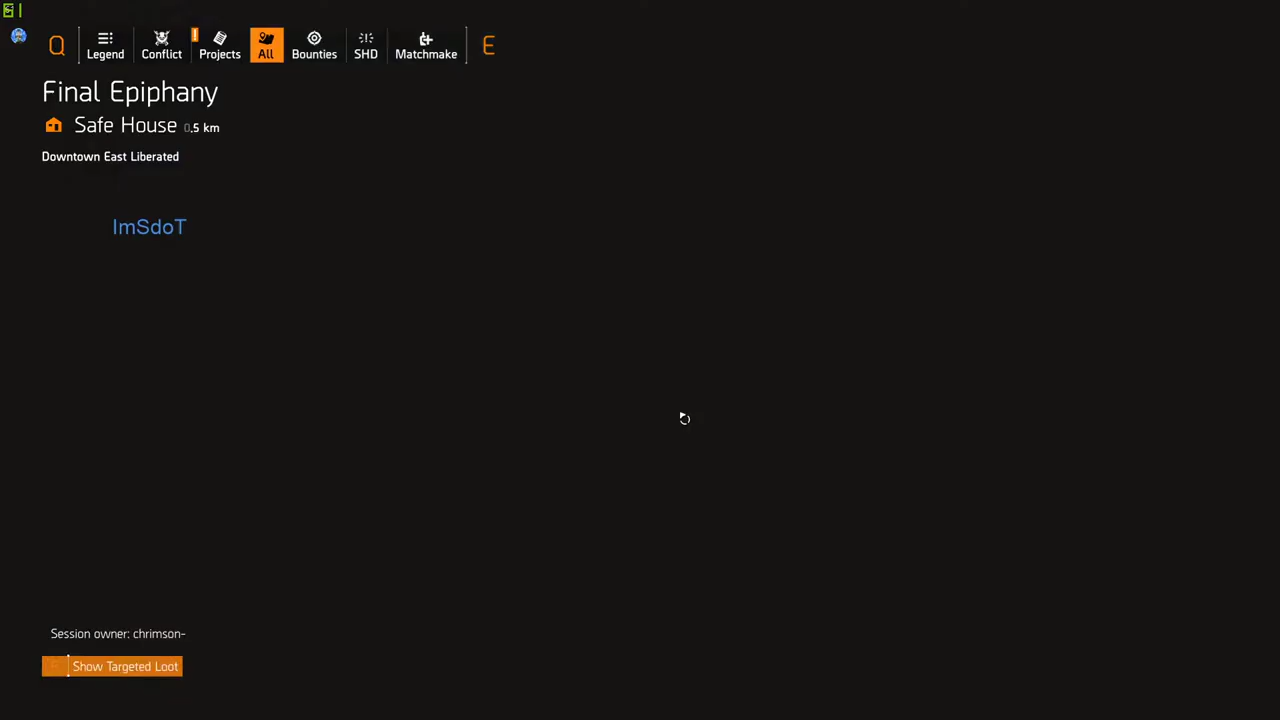 Q Legend Conflict Projects All Bounties SHD Matchmake E
Final Epiphany
Safe House 0.5 km
Downtown East Liberated
ImSdoT
Session owner: chrimson-
Show Targeted Loot